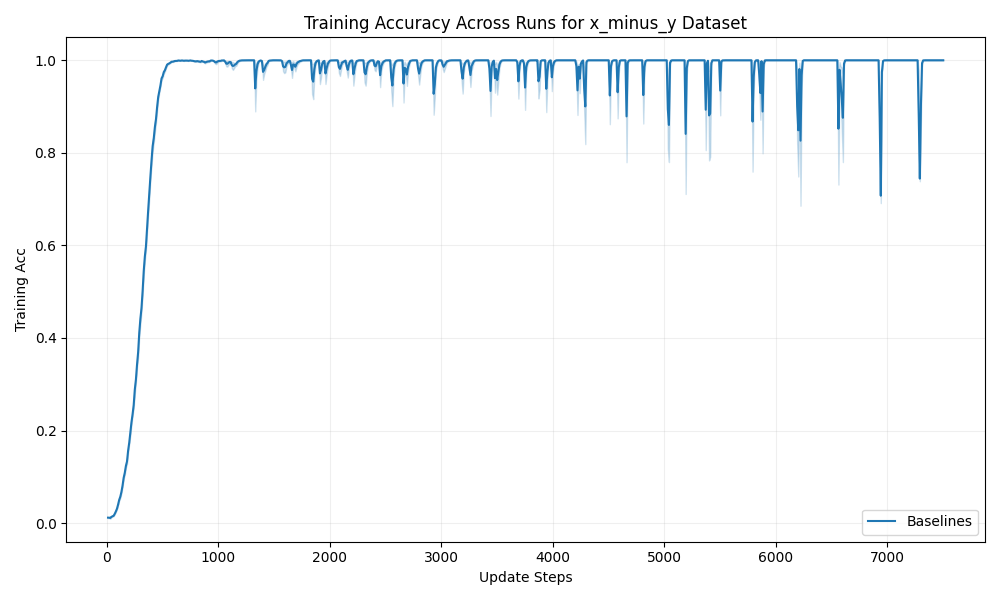 Training Accuracy Across Runs for x_minus_y Dataset
1.0
0.8
0.6
0.4
0.2
0.0
Training Acc
0 1000 2000 3000 4000 5000 6000 7000
Update Steps
Baselines